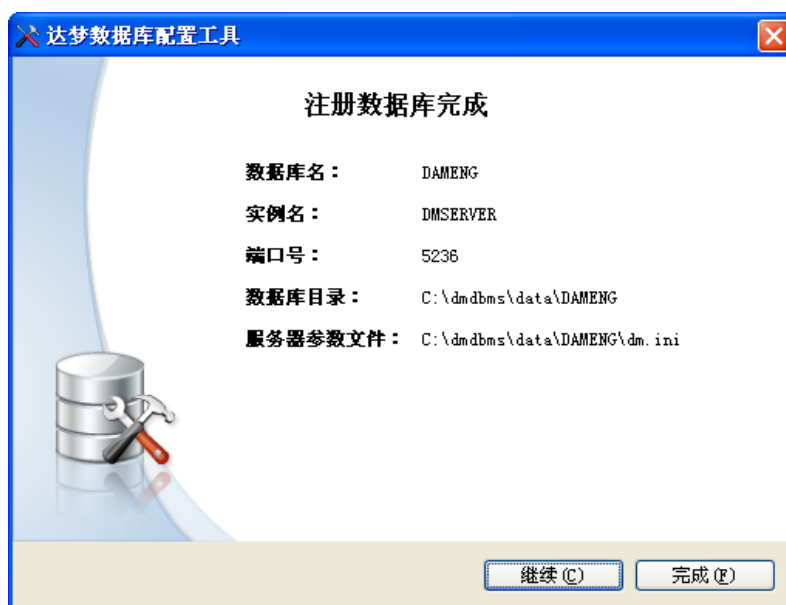 达梦数据库配置工具
注册数据库完成
数据库名： DAMENG
实例名： DMSERVER
端口号： 5236
数据库目录： C:\dmdbms\data\DAMENG
服务器参数文件： C:\dmdbms\data\DAMENG\dm.ini
继续(C) 完成(F)